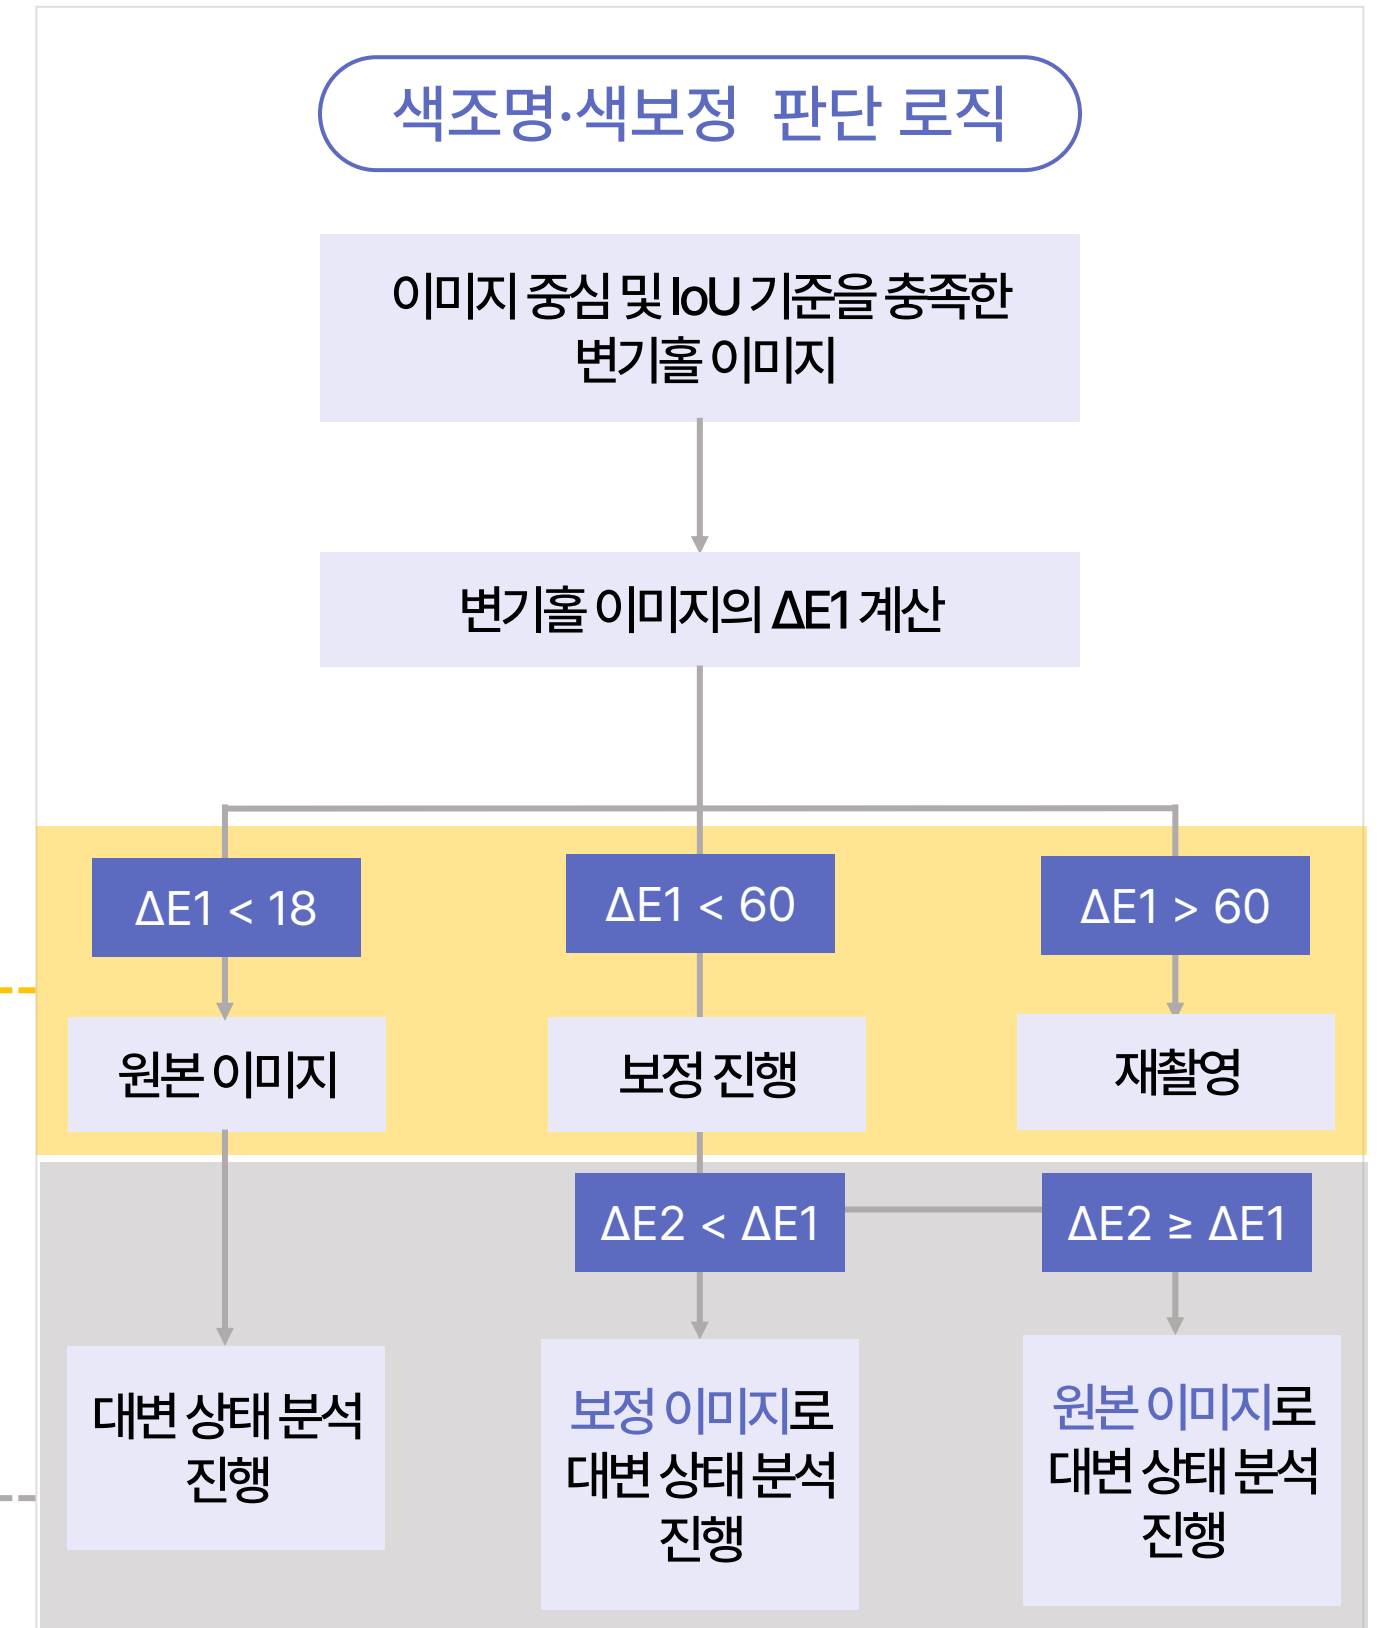 색조명·색보정 판단 로직
이미지 중심 및 IoU 기준을 충족한
변기홀 이미지
변기홀 이미지의 ΔE1 계산
ΔE1 < 18
ΔE1 < 60
ΔE1 > 60
원본 이미지
보정 진행
재촬영
ΔE2 < ΔE1
ΔE2 ≥ ΔE1
대변 상태 분석
진행
보정 이미지로
대변 상태 분석
진행
원본 이미지로
대변 상태 분석
진행